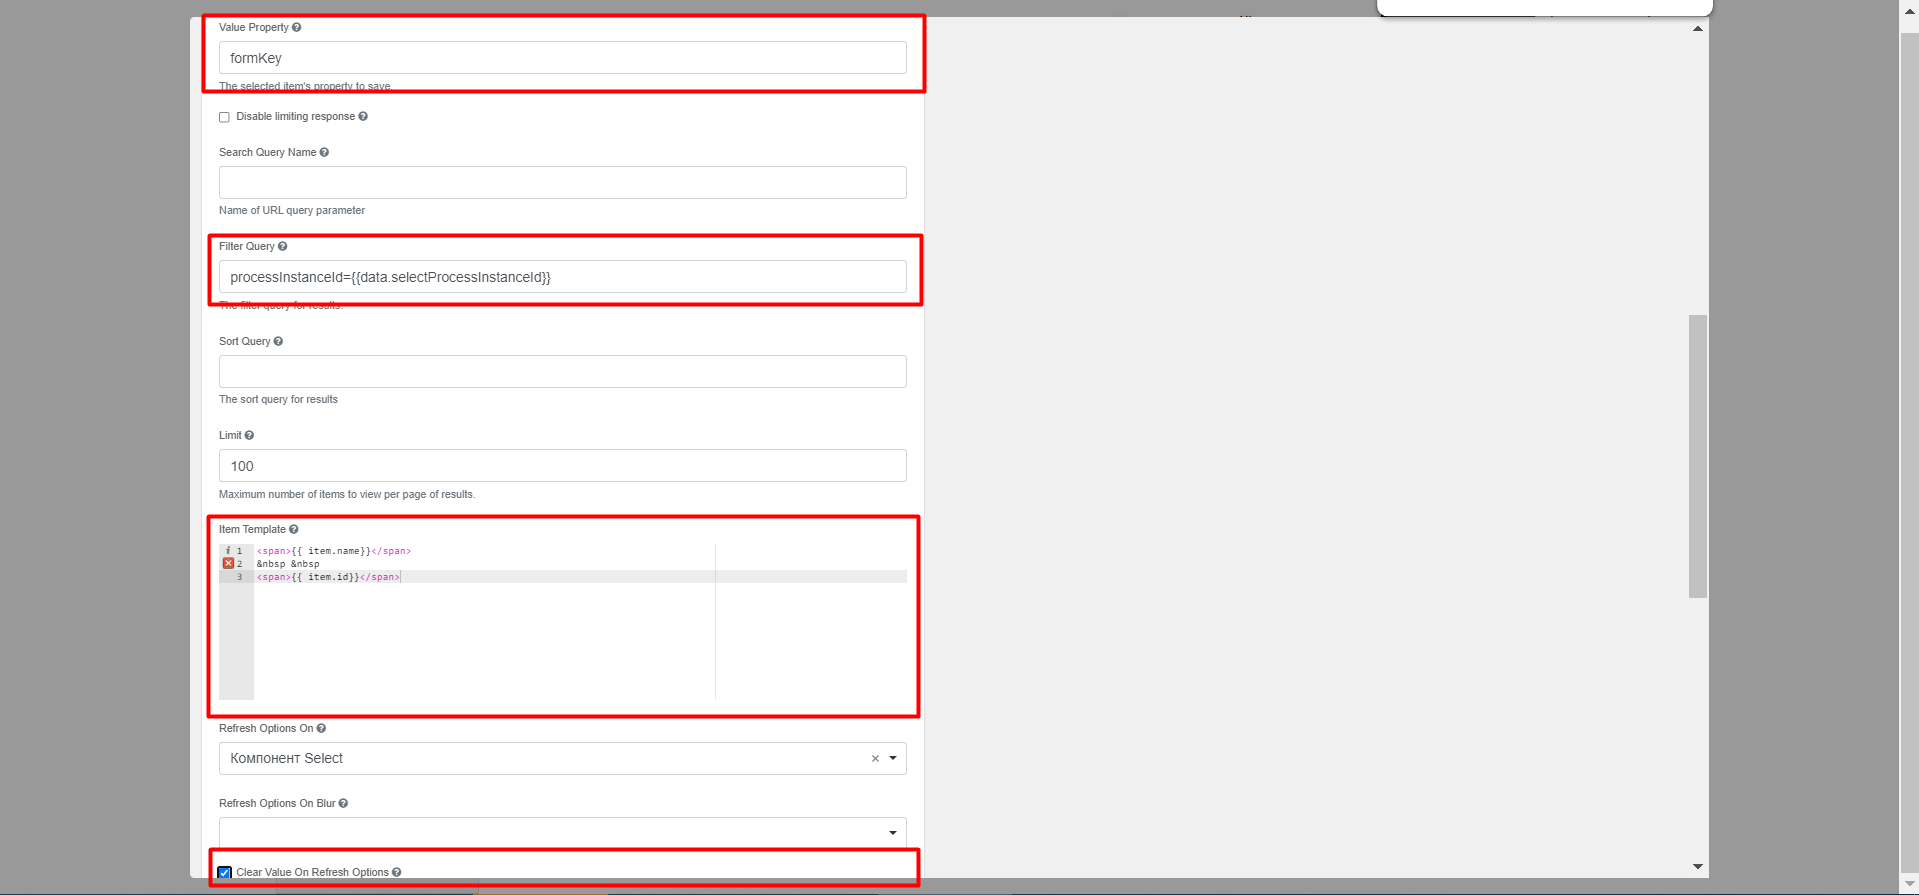 Value Property
formKey
The selected item's property to save.
Disable limiting response
Search Query Name
Name of URL query parameter
Filter Query
processInstanceId={{data.selectProcessInstanceId}}
The filter query for results.
Sort Query
The sort query for results
Limit
100
Maximum number of items to view per page of results.
Item Template
1 <span>{{ item.name}}</span>
2 &nbsp &nbsp
3 <span>{{ item.id}}</span>
Refresh Options On
Компонент Select
Refresh Options On Blur
Clear Value On Refresh Options